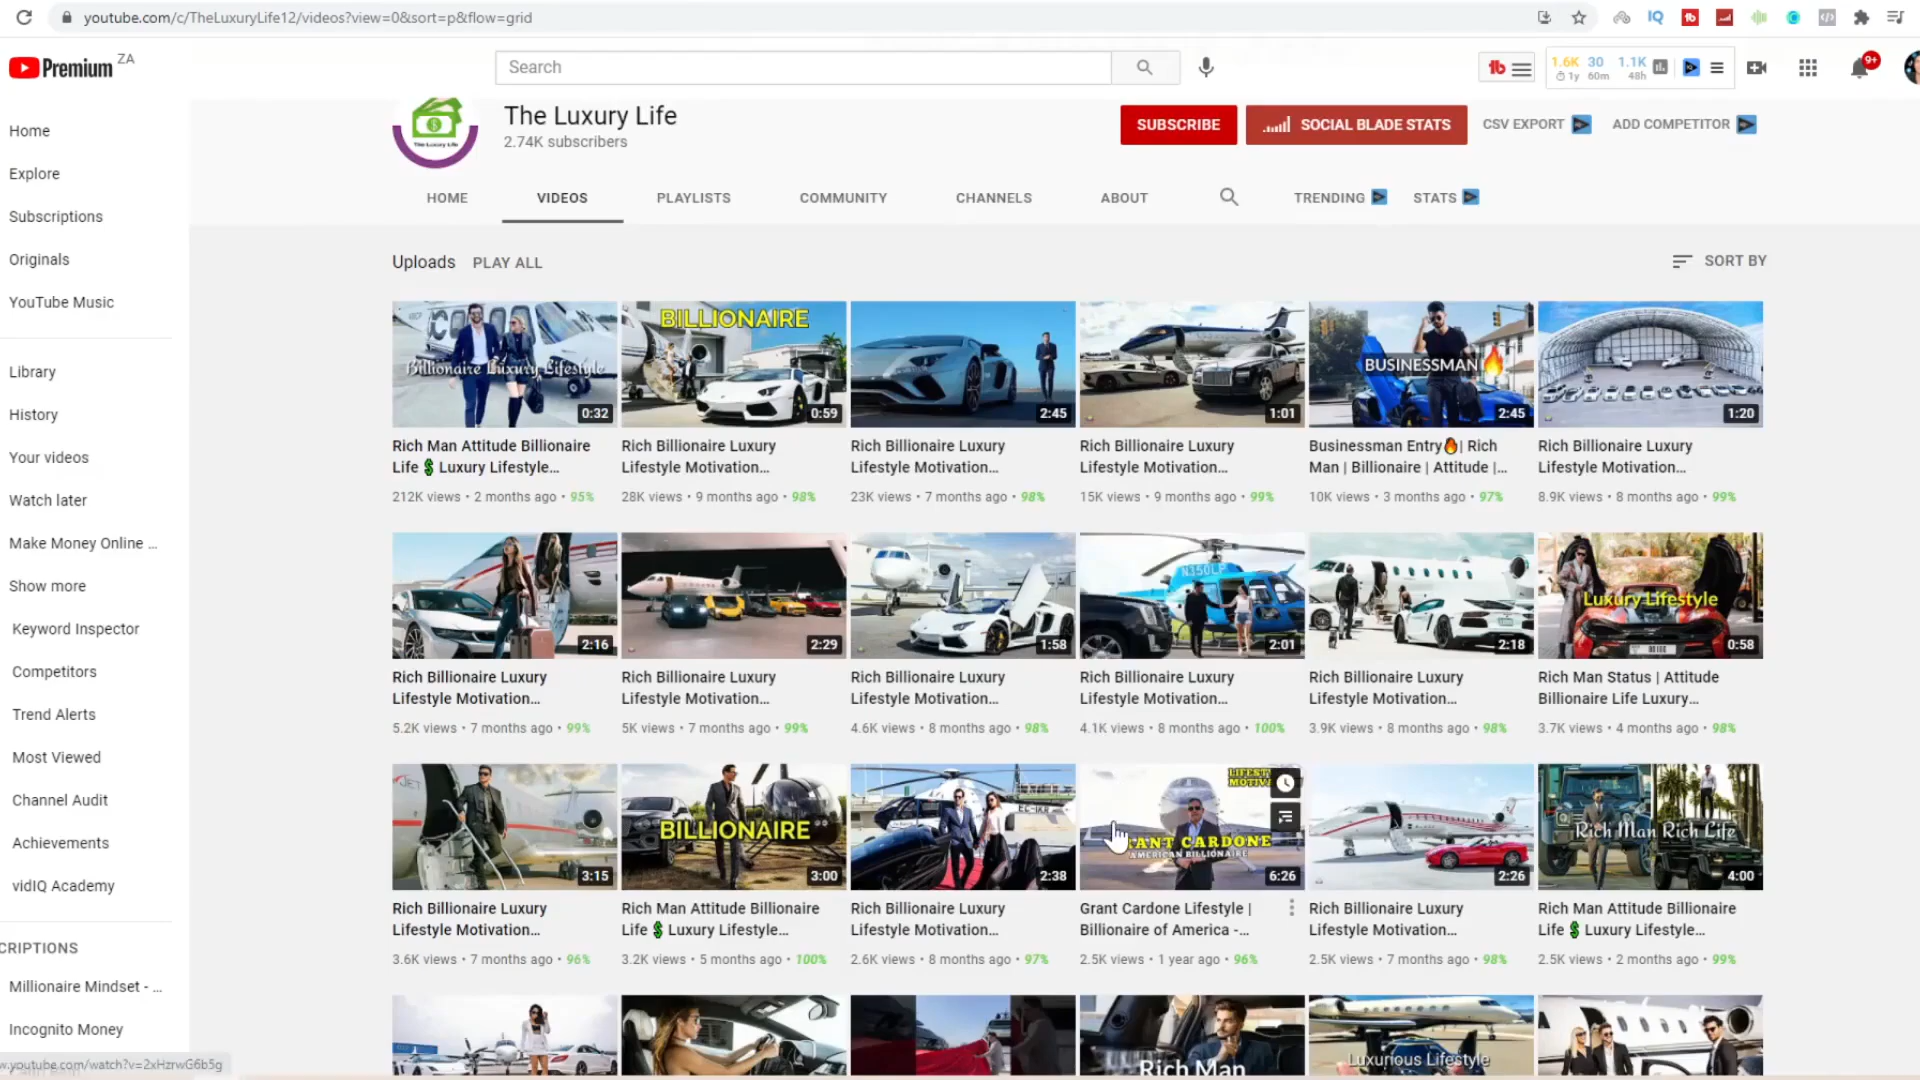 youtube.com/c/TheLuxuryLife12/videos?view=0&sort=p&flow=grid
Premium ZA
Search
1.6K 30 1.1K
1y 60m 48h
9+
The Luxury Life
2.74K subscribers
SUBSCRIBE
SOCIAL BLADE STATS
CSV EXPORT
ADD COMPETITOR
HOME
VIDEOS
PLAYLISTS
COMMUNITY
CHANNELS
ABOUT
TRENDING
STATS
Home
Explore
Subscriptions
Originals
YouTube Music
Library
History
Your videos
Watch later
Make Money Online ...
Show more
Keyword Inspector
Competitors
Trend Alerts
Most Viewed
Channel Audit
Achievements
vidIQ Academy
CRIPTIONS
Millionaire Mindset - ...
Incognito Money
w.youtube.com/watch?v=2xHzrwG6b5g
Uploads
PLAY ALL
SORT BY
Billionaire Luxury Lifestyle
0:32
Rich Man Attitude Billionaire
Life 💲 Luxury Lifestyle...
212K views • 2 months ago • 95%
BILLIONAIRE
0:59
Rich Billionaire Luxury
Lifestyle Motivation...
28K views • 9 months ago • 98%
2:45
Rich Billionaire Luxury
Lifestyle Motivation...
23K views • 7 months ago • 98%
1:01
Rich Billionaire Luxury
Lifestyle Motivation...
15K views • 9 months ago • 99%
BUSINESSMAN🔥
2:45
Businessman Entry🔥| Rich
Man | Billionaire | Attitude |...
10K views • 3 months ago • 97%
1:20
Rich Billionaire Luxury
Lifestyle Motivation...
8.9K views • 8 months ago • 99%
2:16
Rich Billionaire Luxury
Lifestyle Motivation...
5.2K views • 7 months ago • 99%
2:29
Rich Billionaire Luxury
Lifestyle Motivation...
5K views • 7 months ago • 99%
1:58
Rich Billionaire Luxury
Lifestyle Motivation...
4.6K views • 8 months ago • 98%
N350LP
2:01
Rich Billionaire Luxury
Lifestyle Motivation...
4.1K views • 8 months ago • 100%
2:18
Rich Billionaire Luxury
Lifestyle Motivation...
3.9K views • 8 months ago • 98%
Luxury Lifestyle
0:58
Rich Man Status | Attitude
Billionaire Life Luxury...
3.7K views • 4 months ago • 98%
JET
3:15
Rich Billionaire Luxury
Lifestyle Motivation...
3.6K views • 7 months ago • 96%
BILLIONAIRE
3:00
Rich Man Attitude Billionaire
Life 💲 Luxury Lifestyle...
3.2K views • 5 months ago • 100%
2:38
Rich Billionaire Luxury
Lifestyle Motivation...
2.6K views • 8 months ago • 97%
LIFEST
MOTIV
ANT CARDONE
AMERICAN BILLIONAIRE
6:26
Grant Cardone Lifestyle |
Billionaire of America -...
2.5K views • 1 year ago • 96%
2:26
Rich Billionaire Luxury
Lifestyle Motivation...
2.5K views • 7 months ago • 98%
Rich Man Rich Life
4:00
Rich Man Attitude Billionaire
Life 💲 Luxury Lifestyle...
2.5K views • 2 months ago • 99%
Rich Man
Luxurious Lifestyle